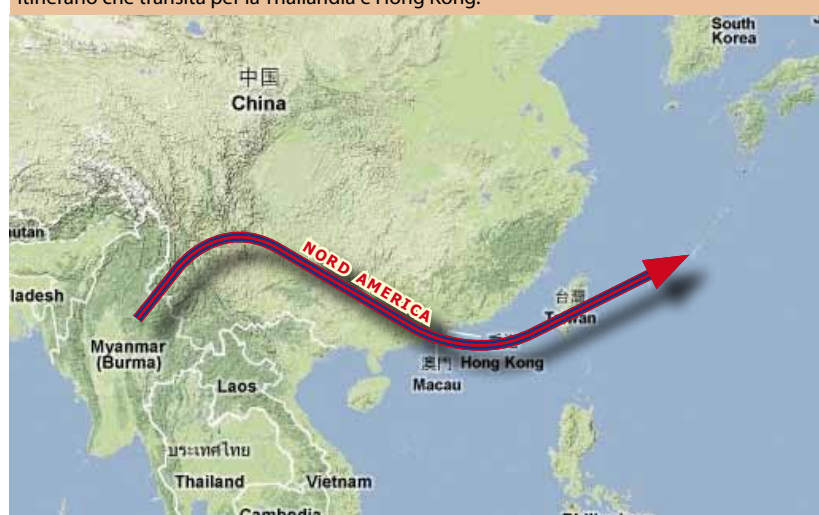 itinerario che transita per la Thailandia e Hong Kong.
South
Korea
中国
China
utan
NORD AMERICA
ladesh
台灣
Taiwan
Myanmar
(Burma)
澳門 Hong Kong
Macau
Laos
ประเทศไทย
Thailand
Vietnam
Cambodia